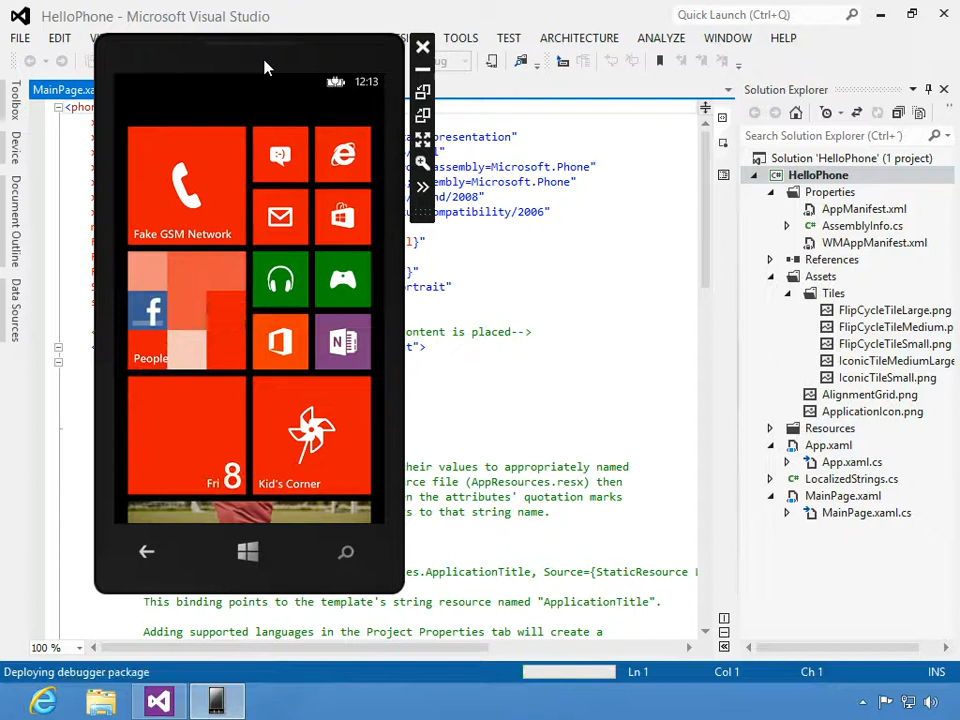 HelloPhone - Microsoft Visual Studio
Quick Launch (Ctrl+Q)
FILE EDIT TOOLS TEST ARCHITECTURE ANALYZE WINDOW HELP
MainPage.xa
Toolbox
Device
Document Outline
Data Sources
<phon
resentation"
assembly=Microsoft.Phone"
assembly=Microsoft.Phone"
nd/2008"
ompatibility/2006"
l}"
}"
rtrait"
ontent is placed-->
t">
heir values to appropriately named
rce file (AppResources.resx) then
n the attributes' quotation marks
s to that string name.
es.ApplicationTitle, Source={StaticResource L
This binding points to the template's string resource named "ApplicationTitle".
Adding supported languages in the Project Properties tab will create a
12:13
Fake GSM Network
People
Fri 8
Kid's Corner
Solution Explorer
Search Solution Explorer (Ctrl+
Solution 'HelloPhone' (1 project)
HelloPhone
Properties
AppManifest.xml
AssemblyInfo.cs
WMAppManifest.xml
References
Assets
Tiles
FlipCycleTileLarge.png
FlipCycleTileMedium.p
FlipCycleTileSmall.png
IconicTileMediumLarge
IconicTileSmall.png
AlignmentGrid.png
ApplicationIcon.png
Resources
App.xaml
App.xaml.cs
LocalizedStrings.cs
MainPage.xaml
MainPage.xaml.cs
100 %
Deploying debugger package
Ln 1 Col 1 Ch 1 INS